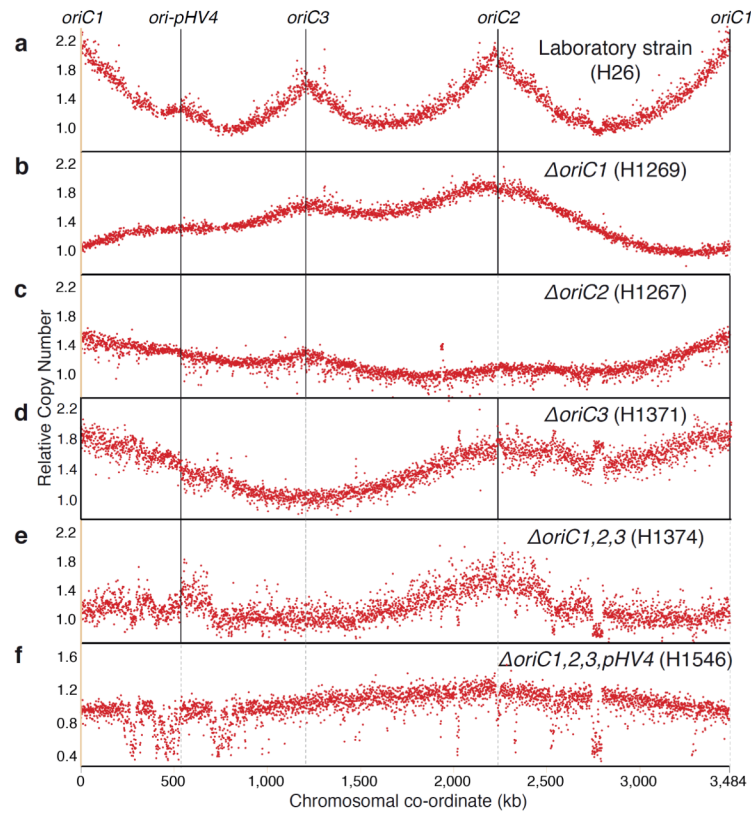 oriC1 ori-pHV4 oriC3 oriC2 oriC1
a
2.2
1.8
1.4
1.0
Laboratory strain
(H26)
b
2.2
1.8
1.4
1.0
ΔoriC1 (H1269)
c
2.2
1.8
1.4
1.0
ΔoriC2 (H1267)
d
2.2
1.8
1.4
1.0
ΔoriC3 (H1371)
e
2.2
1.8
1.4
1.0
ΔoriC1,2,3 (H1374)
f
1.6
1.2
0.8
0.4
ΔoriC1,2,3,pHV4 (H1546)
Relative Copy Number
0 500 1,000 1,500 2,000 2,500 3,000 3,484
Chromosomal co-ordinate (kb)